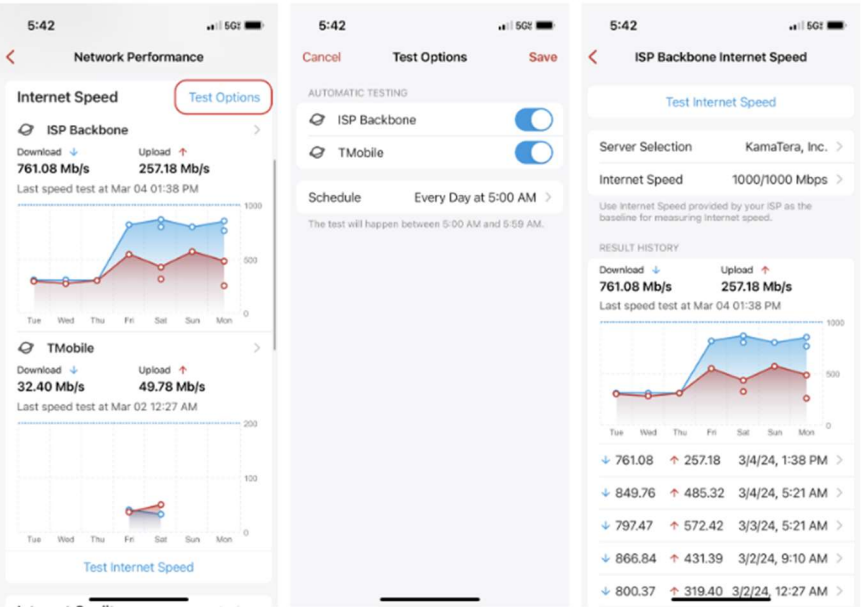 5:42
5G
Network Performance
Internet Speed
Test Options
ISP Backbone
Download
Upload
761.08 Mb/s
257.18 Mb/s
Last speed test at Mar 04 01:38 PM
1000
500
0
Tue Wed Thu Fri Sat Sun Mon
TMobile
Download
Upload
32.40 Mb/s
49.78 Mb/s
Last speed test at Mar 02 12:27 AM
200
100
0
Tue Wed Thu Fri Sat Sun Mon
Test Internet Speed
5:42
5G
Cancel
Test Options
Save
AUTOMATIC TESTING
ISP Backbone
TMobile
Schedule
Every Day at 5:00 AM
The test will happen between 5:00 AM and 5:59 AM.
5:42
5G
ISP Backbone Internet Speed
Test Internet Speed
Server Selection
KamaTera, Inc.
Internet Speed
1000/1000 Mbps
Use Internet Speed provided by your ISP as the
baseline for measuring Internet speed.
RESULT HISTORY
Download
Upload
761.08 Mb/s
257.18 Mb/s
Last speed test at Mar 04 01:38 PM
1000
500
0
Tue Wed Thu Fri Sat Sun Mon
761.08 257.18 3/4/24, 1:38 PM
849.76 485.32 3/4/24, 5:21 AM
797.47 572.42 3/3/24, 5:21 AM
866.84 431.39 3/2/24, 9:10 AM
800.37 319.40 3/2/24, 12:27 AM